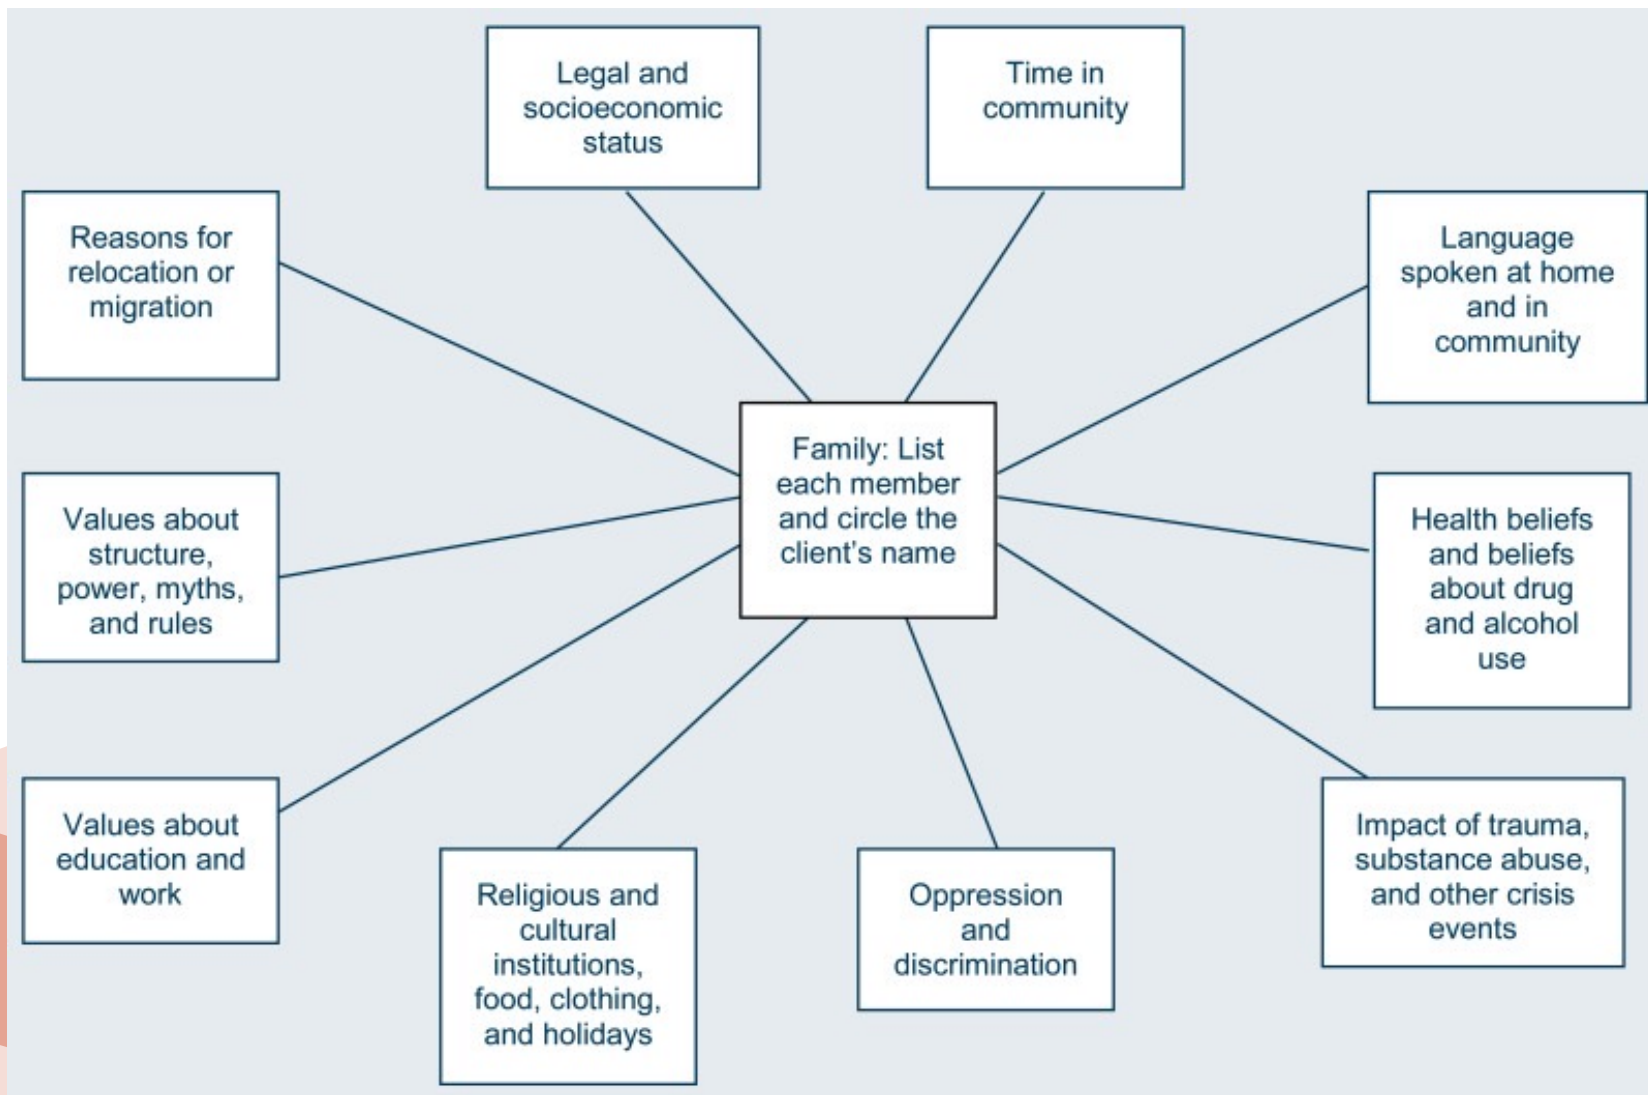 Legal and
socioeconomic
status
Time in
community
Reasons for
relocation or
migration
Language
spoken at home
and in
community
Family: List
each member
and circle the
client’s name
Values about
structure,
power, myths,
and rules
Health beliefs
and beliefs
about drug
and alcohol
use
Values about
education and
work
Religious and
cultural
institutions,
food, clothing,
and holidays
Oppression
and
discrimination
Impact of trauma,
substance abuse,
and other crisis
events